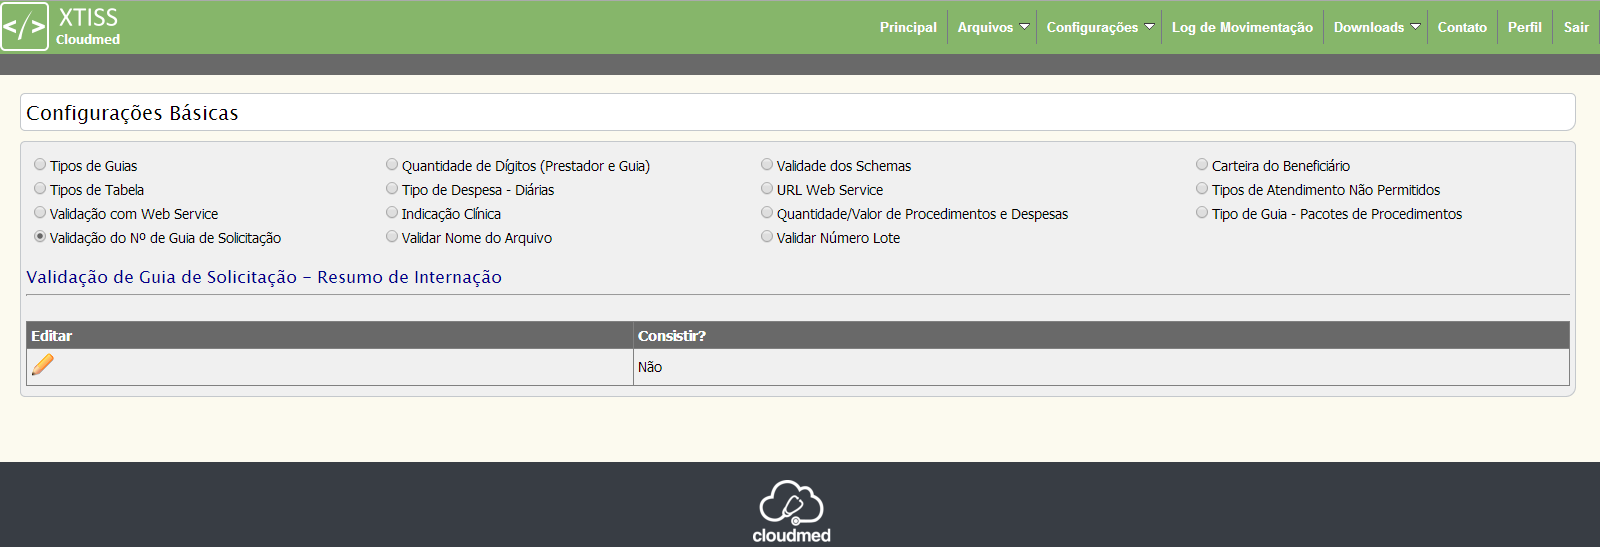 </> XTISS
Cloudmed
Principal Arquivos Configurações Log de Movimentação Downloads Contato Perfil Sair
Configurações Básicas
Tipos de Guias Quantidade de Dígitos (Prestador e Guia) Validade dos Schemas Carteira do Beneficiário
Tipos de Tabela Tipo de Despesa - Diárias URL Web Service Tipos de Atendimento Não Permitidos
Validação com Web Service Indicação Clínica Quantidade/Valor de Procedimentos e Despesas Tipo de Guia - Pacotes de Procedimentos
Validação do Nº de Guia de Solicitação Validar Nome do Arquivo Validar Número Lote
Validação de Guia de Solicitação - Resumo de Internação
Editar Consistir?
Não
cloudmed